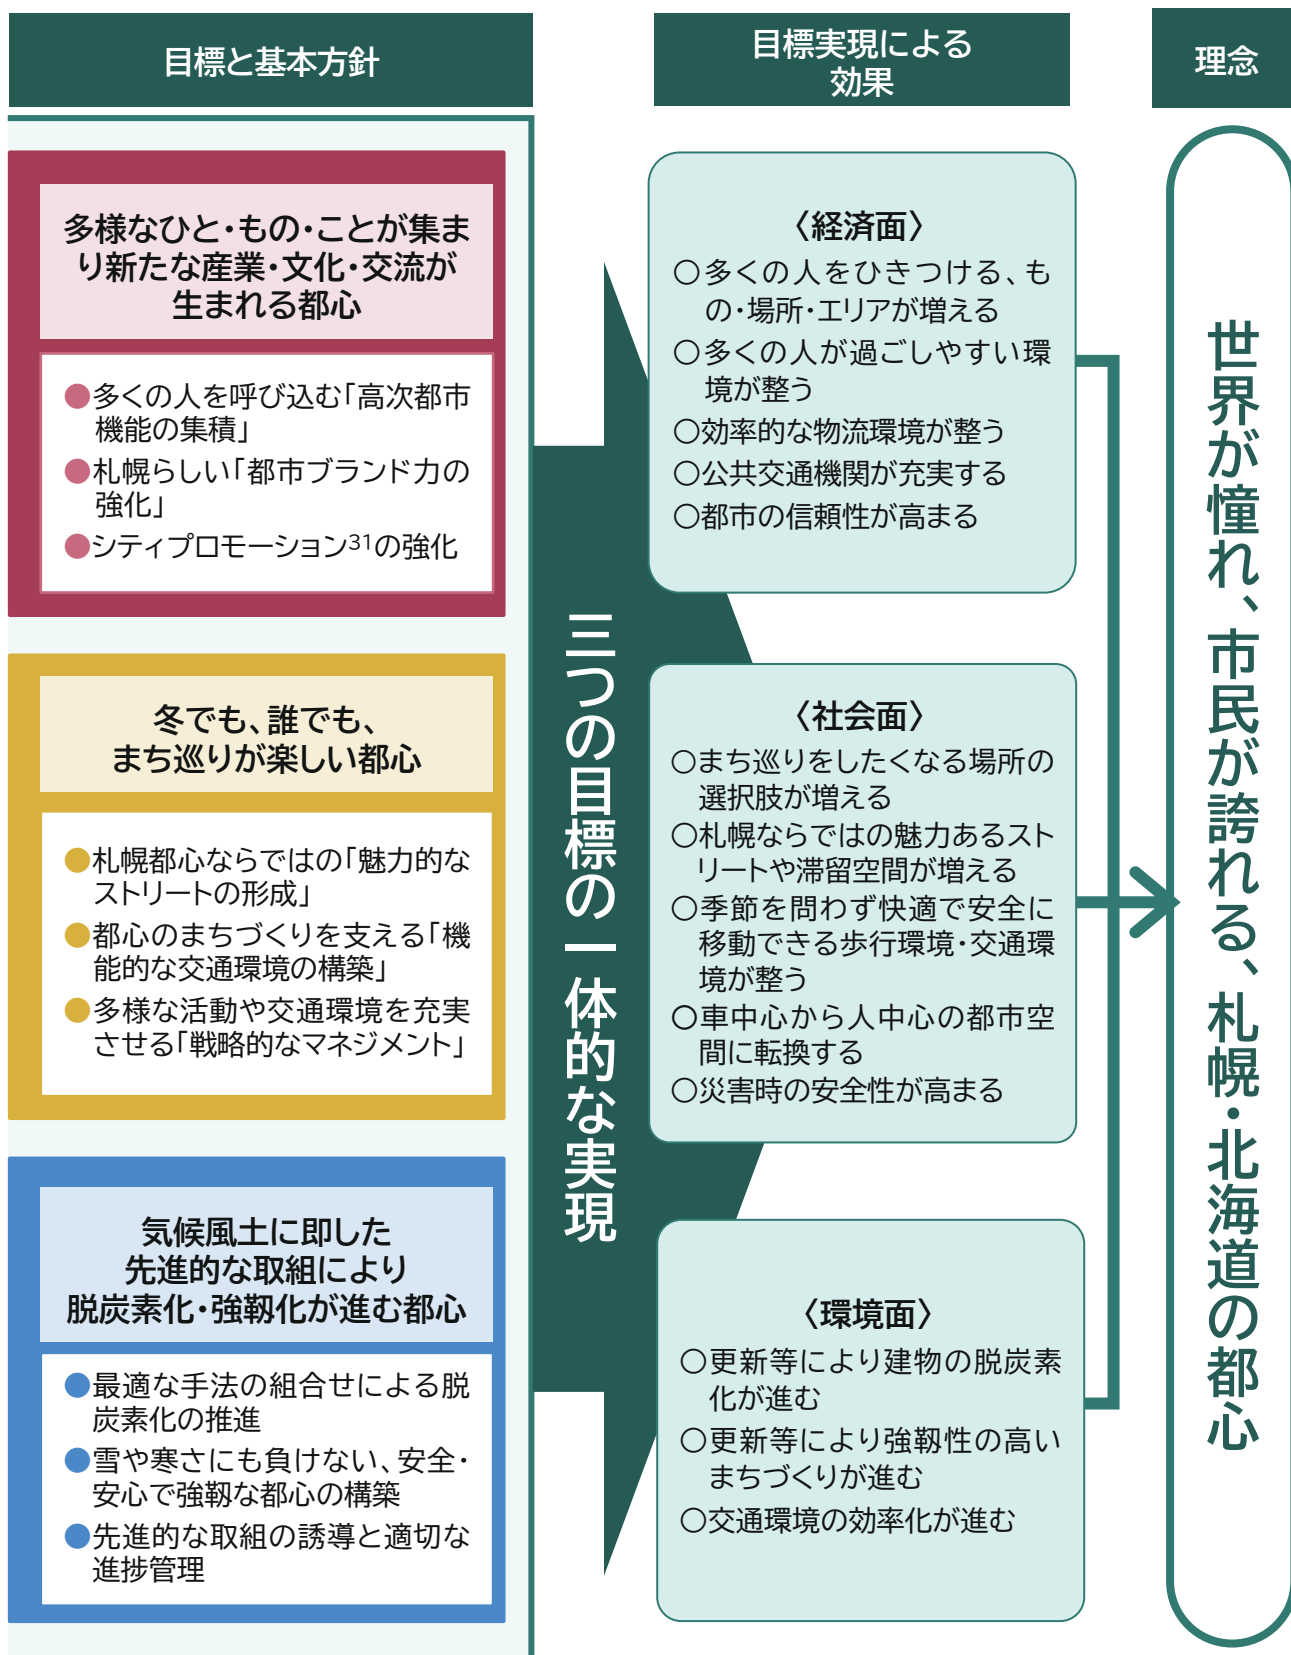 目標と基本方針
多様なひと・もの・ことが集ま
り新たな産業・文化・交流が
生まれる都心
●多くの人を呼び込む「高次都市
機能の集積」
●札幌らしい「都市ブランド力の
強化」
●シティプロモーション31の強化
冬でも、誰でも、
まち巡りが楽しい都心
●札幌都心ならではの「魅力的な
ストリートの形成」
●都心のまちづくりを支える「機
能的な交通環境の構築」
●多様な活動や交通環境を充実
させる「戦略的なマネジメント」
気候風土に即した
先進的な取組により
脱炭素化・強靱化が進む都心
●最適な手法の組合せによる脱
炭素化の推進
●雪や寒さにも負けない、安全・
安心で強靱な都心の構築
●先進的な取組の誘導と適切な
進捗管理
三つの目標の一体的な実現
目標実現による
効果
〈経済面〉
○多くの人をひきつける、も
の・場所・エリアが増える
○多くの人が過ごしやすい環
境が整う
○効率的な物流環境が整う
○公共交通機関が充実する
○都市の信頼性が高まる
〈社会面〉
○まち巡りをしたくなる場所の
選択肢が増える
○札幌ならではの魅力あるスト
リートや滞留空間が増える
○季節を問わず快適で安全に
移動できる歩行環境・交通環
境が整う
○車中心から人中心の都市空
間に転換する
○災害時の安全性が高まる
〈環境面〉
○更新等により建物の脱炭素
化が進む
○更新等により強靱性の高い
まちづくりが進む
○交通環境の効率化が進む
理念
世界が憧れ、市民が誇れる、札幌・北海道の都心